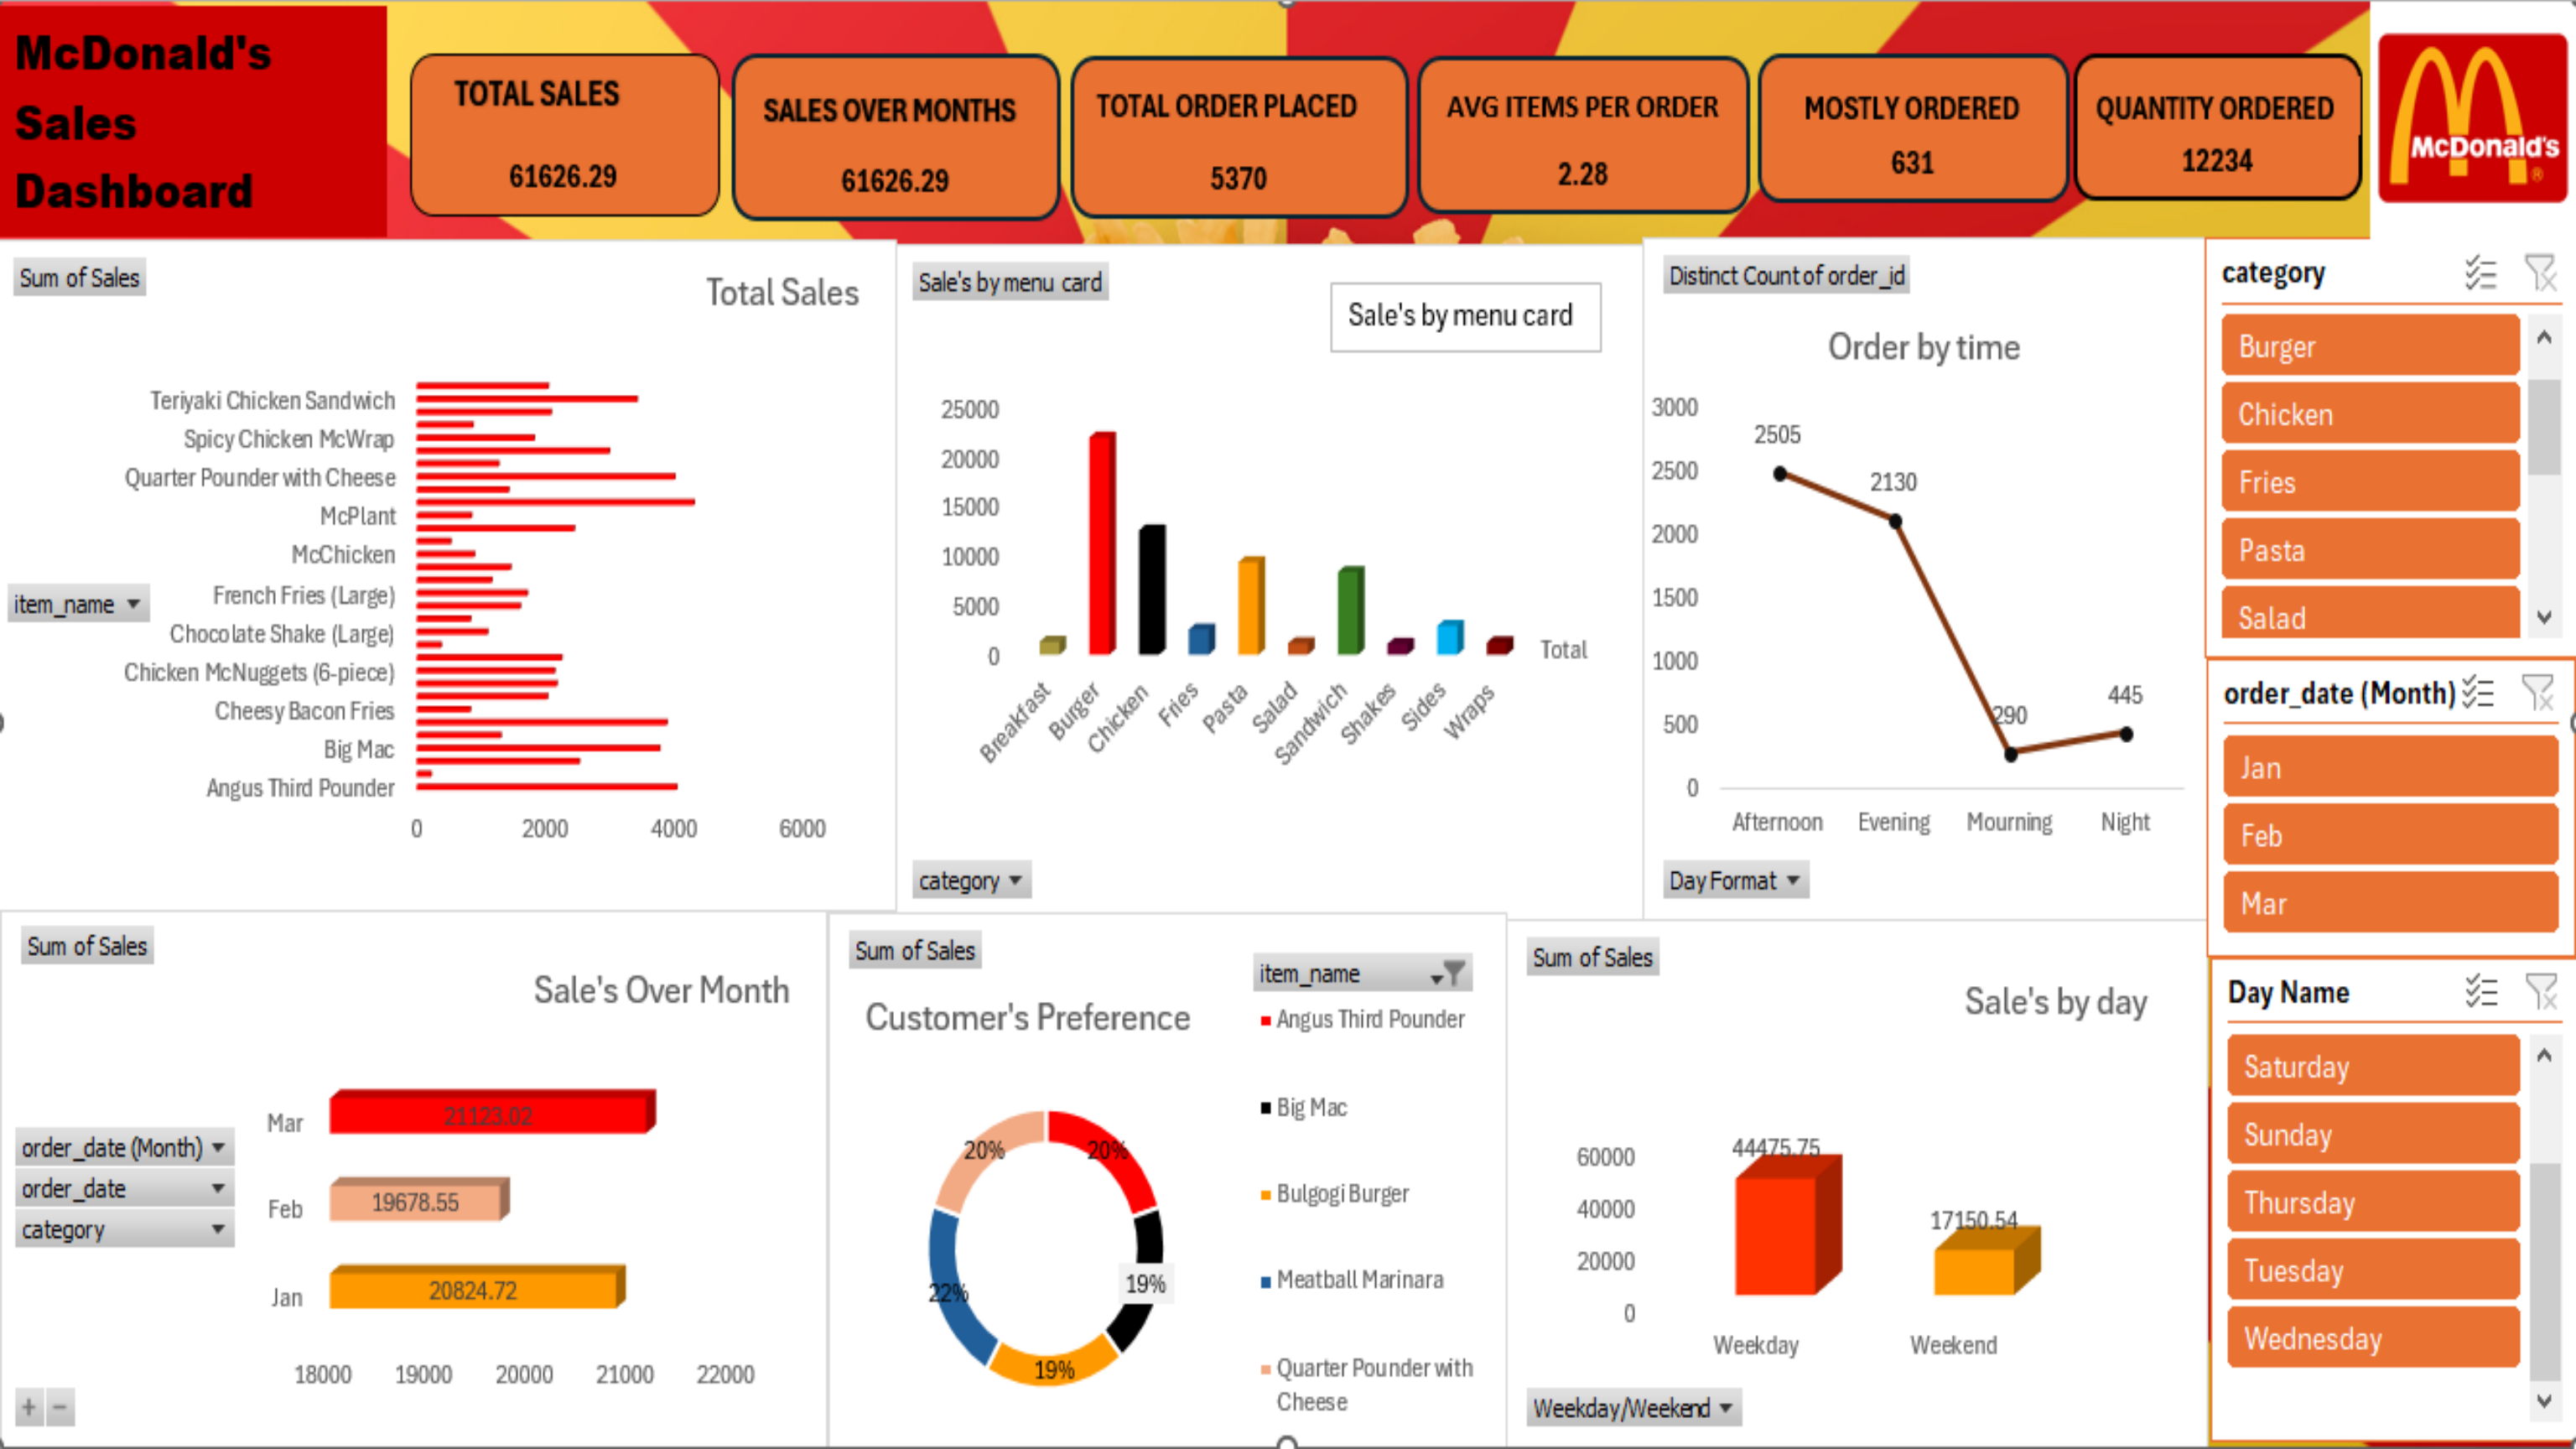 McDonald's
Sales
Dashboard
TOTAL SALES
61626.29
SALES OVER MONTHS
61626.29
TOTAL ORDER PLACED
5370
AVG ITEMS PER ORDER
2.28
MOSTLY ORDERED
631
QUANTITY ORDERED
12234
McDonald's
®
Sum of Sales
Total Sales
Teriyaki Chicken Sandwich
Spicy Chicken McWrap
Quarter Pounder with Cheese
McPlant
McChicken
French Fries (Large)
Chocolate Shake (Large)
Chicken McNuggets (6-piece)
Cheesy Bacon Fries
Big Mac
Angus Third Pounder
item_name
0 2000 4000 6000
Sale's by menu card
Sale's by menu card
25000
20000
15000
10000
5000
0
Total
Breakfast
Burger
Chicken
Fries
Pasta
Salad
Sandwich
Shakes
Sides
Wraps
category
Distinct Count of order_id
Order by time
3000
2500
2000
1500
1000
500
0
2505
2130
290
445
Afternoon Evening Mourning Night
Day Format
category
Burger
Chicken
Fries
Pasta
Salad
order_date (Month)
Jan
Feb
Mar
Day Name
Saturday
Sunday
Thursday
Tuesday
Wednesday
Sum of Sales
Sale's Over Month
order_date (Month)
order_date
category
Mar
21123.02
Feb
19678.55
Jan
20824.72
18000 19000 20000 21000 22000
+ −
Sum of Sales
Customer's Preference
20%
20%
19%
22%
19%
item_name
Angus Third Pounder
Big Mac
Bulgogi Burger
Meatball Marinara
Quarter Pounder with
Cheese
Sum of Sales
Sale's by day
60000
40000
20000
0
44475.75
17150.54
Weekday Weekend
Weekday/Weekend